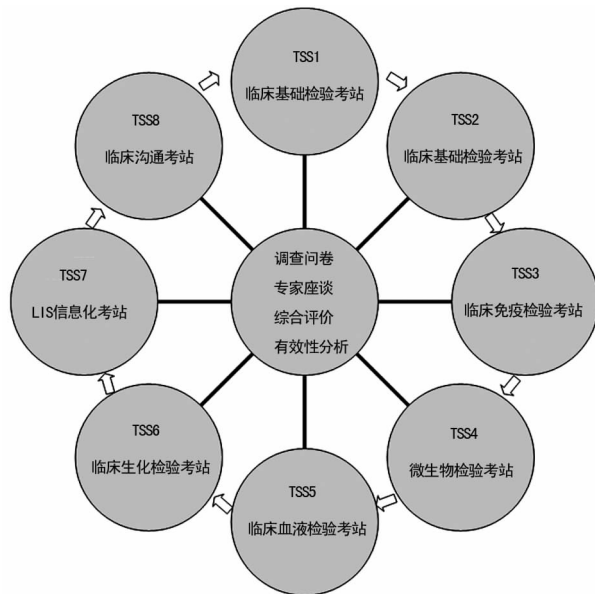 TSS1
临床基础检验考站
TSS2
临床基础检验考站
TSS3
临床免疫检验考站
TSS4
微生物检验考站
TSS5
临床血液检验考站
TSS6
临床生化检验考站
TSS7
LIS信息化考站
TSS8
临床沟通考站
调查问卷
专家座谈
综合评价
有效性分析